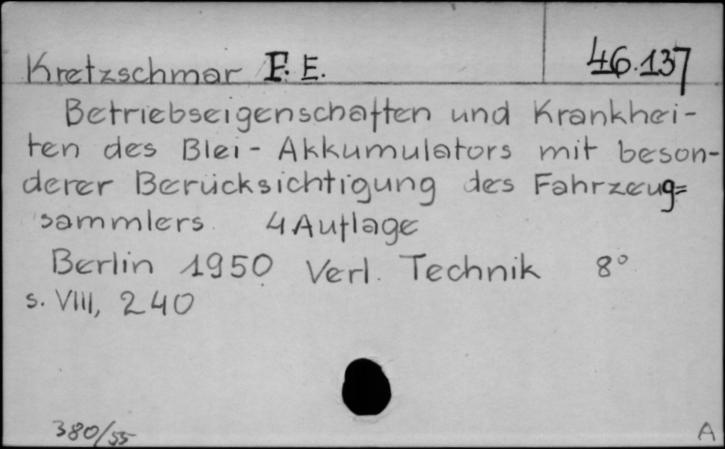 Kretzschmar F. E. 46.137
Betriebseigenschaften und Krankhei-
ten des Blei-Akkumulators mit beson-
derer Berücksichtigung des Fahrzeug=
sammlers. 4 Auflage
Berlin 1950 Verl. Technik 8°
s. VIII, 240
380/55 A